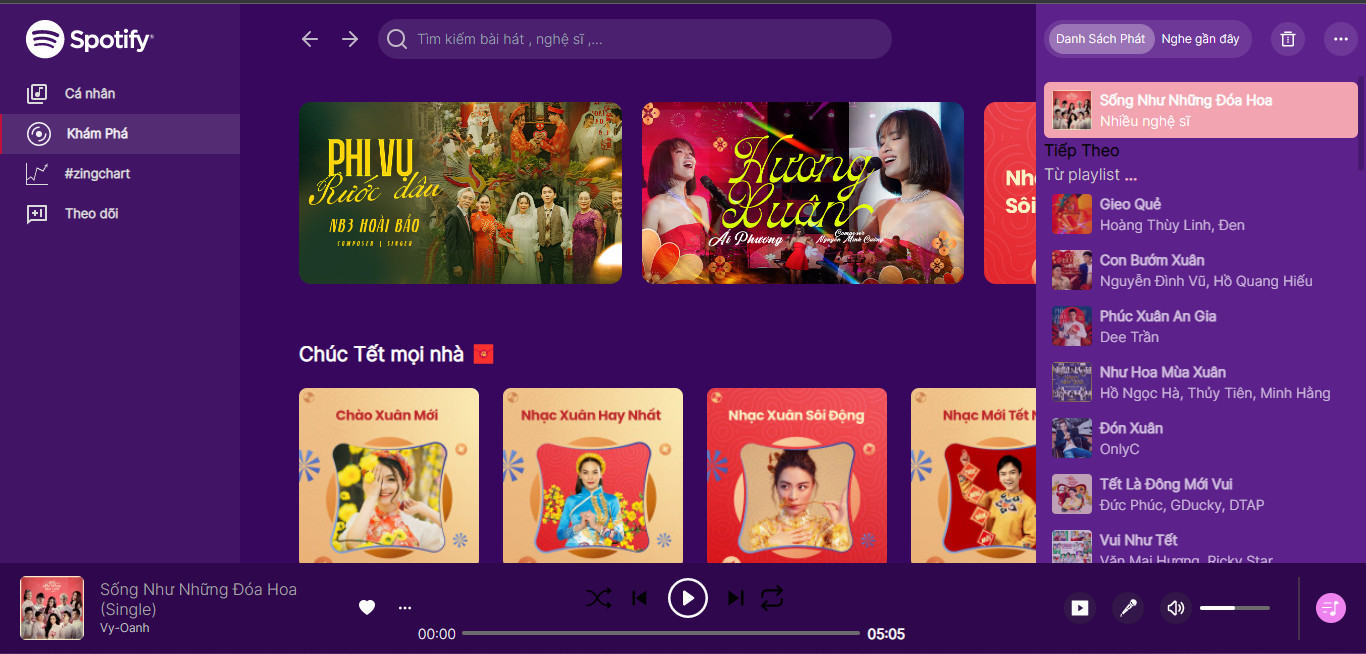 Spotify
Cá nhân
Khám Phá
#zingchart
Theo dõi
Tìm kiếm bài hát , nghệ sĩ ,...
PHI VỤ
Rước dâu
NB3 HOÀI BẢO
COMPOSER | SINGER
Hương
Xuân
Ái Phương
Composer
Nguyễn Minh Cường
Nh
Sôi
Chúc Tết mọi nhà
Chào Xuân Mới
Nhạc Xuân Hay Nhất
Nhạc Xuân Sôi Động
Nhạc Mới Tết N
Danh Sách Phát
Nghe gần đây
Sống Như Những Đóa Hoa
Nhiều nghệ sĩ
Tiếp Theo
Từ playlist ...
Gieo Quẻ
Hoàng Thùy Linh, Đen
Con Bướm Xuân
Nguyễn Đình Vũ, Hồ Quang Hiếu
Phúc Xuân An Gia
Dee Trần
Như Hoa Mùa Xuân
Hồ Ngọc Hà, Thủy Tiên, Minh Hằng
Đón Xuân
OnlyC
Tết Là Đông Mới Vui
Đức Phúc, GDucky, DTAP
Vui Như Tết
Văn Mai Hương, Ricky Star
Sống Như Những Đóa Hoa
(Single)
Vy-Oanh
00:00
05:05